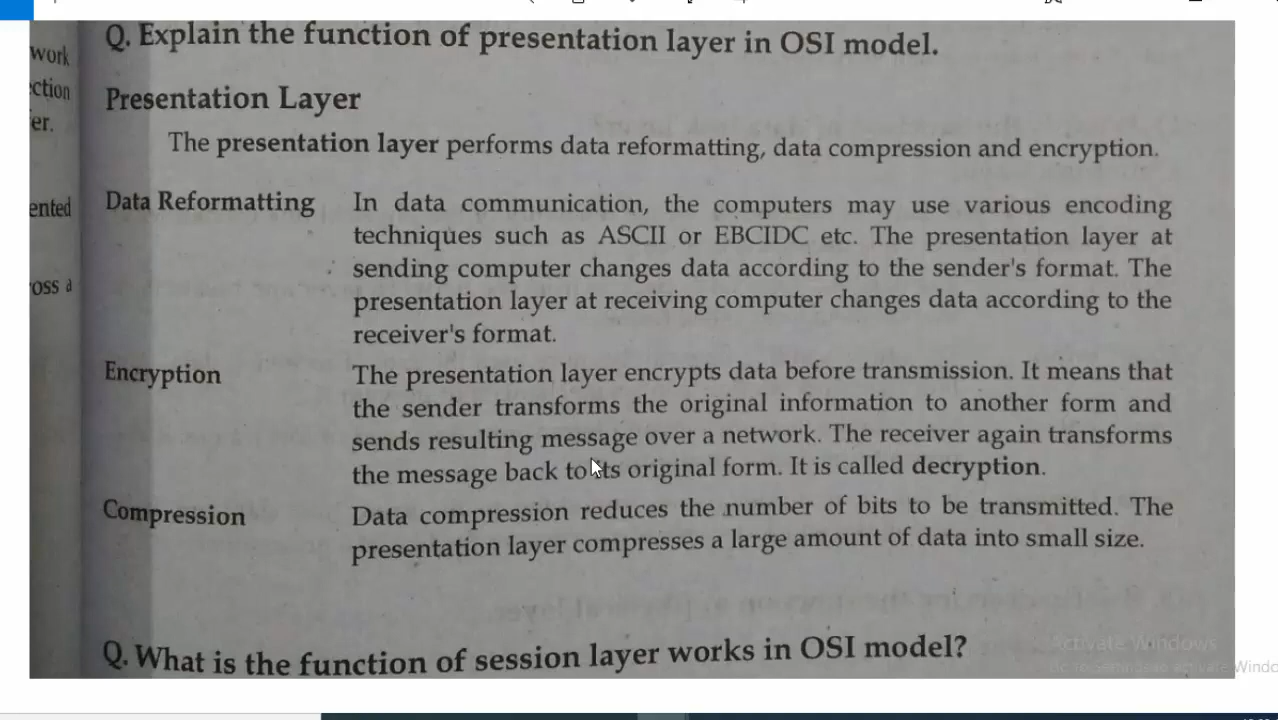 work
ction
er.
ented
oss a
Q. Explain the function of presentation layer in OSI model.
Presentation Layer
The presentation layer performs data reformatting, data compression and encryption.
Data Reformatting In data communication, the computers may use various encoding
techniques such as ASCII or EBCIDC etc. The presentation layer at
sending computer changes data according to the sender's format. The
presentation layer at receiving computer changes data according to the
receiver's format.
Encryption The presentation layer encrypts data before transmission. It means that
the sender transforms the original information to another form and
sends resulting message over a network. The receiver again transforms
the message back to its original form. It is called decryption.
Compression Data compression reduces the number of bits to be transmitted. The
presentation layer compresses a large amount of data into small size.
Q. What is the function of session layer works in OSI model?
Activate Windows